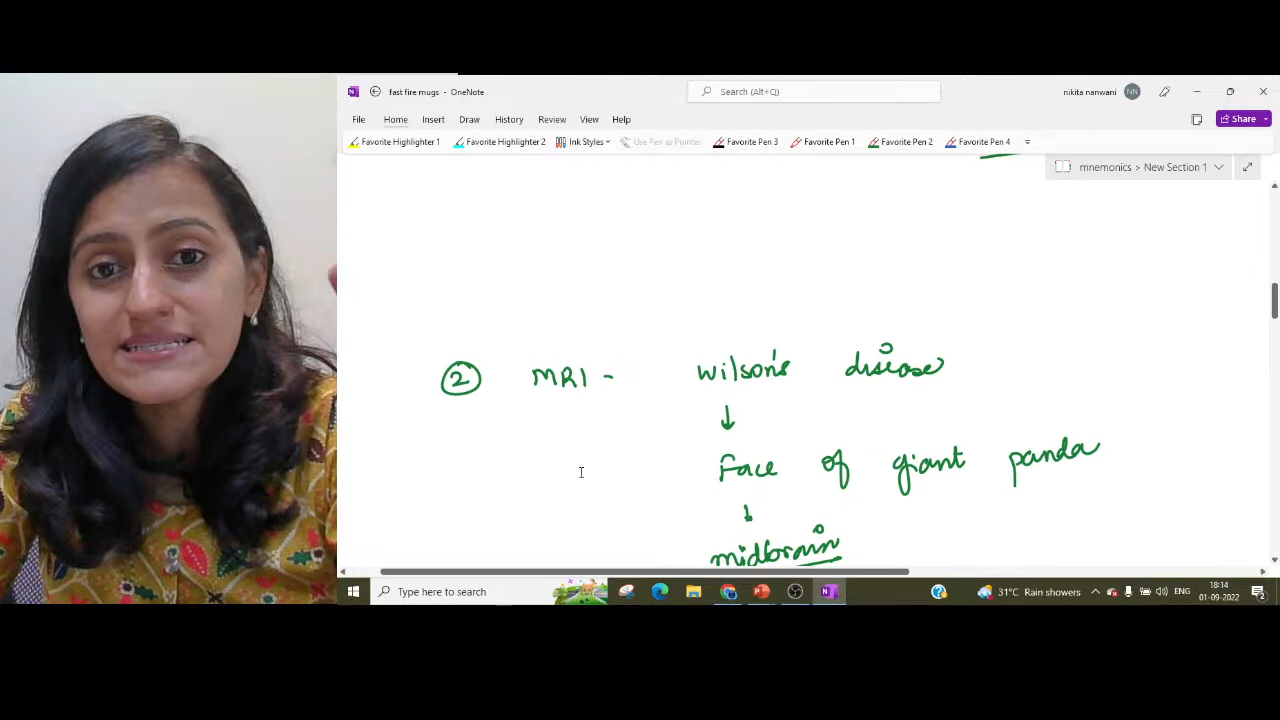 fast fire mugs - OneNote
Search (Alt+Q)
nikita nanwani NN
File Home Insert Draw History Review View Help
Share
Favorite Highlighter 1 Favorite Highlighter 2 Ink Styles Use Pen as Pointer Favorite Pen 3 Favorite Pen 1 Favorite Pen 2 Favorite Pen 4
mnemonics > New Section 1
② MRI - Wilson's disease
↓
Face of giant panda
↓
midbrain
Type here to search
31°C Rain showers
ENG
18:14
01-09-2022
2